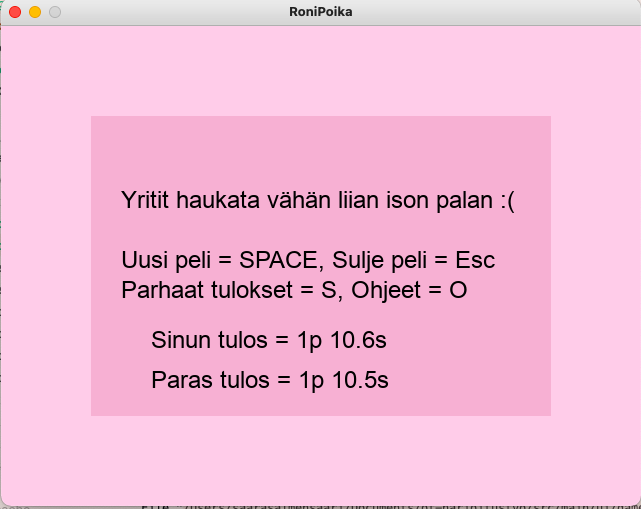 RoniPoika
Yritit haukata vähän liian ison palan :(
Uusi peli = SPACE, Sulje peli = Esc
Parhaat tulokset = S, Ohjeet = O
Sinun tulos = 1p 10.6s
Paras tulos = 1p 10.5s